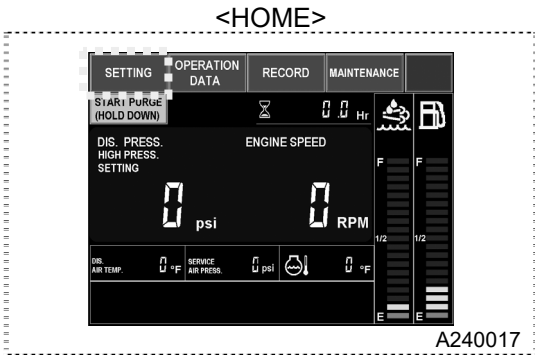 <HOME>
SETTING
OPERATION
DATA
RECORD
MAINTENANCE
START PURGE
(HOLD DOWN)
0.0 Hr
DIS. PRESS.
HIGH PRESS.
SETTING
ENGINE SPEED
0 psi
0 RPM
F
F
1/2
1/2
DIS.
AIR TEMP.
0 °F
SERVICE
AIR PRESS.
0 psi
0 °F
E
E
A240017